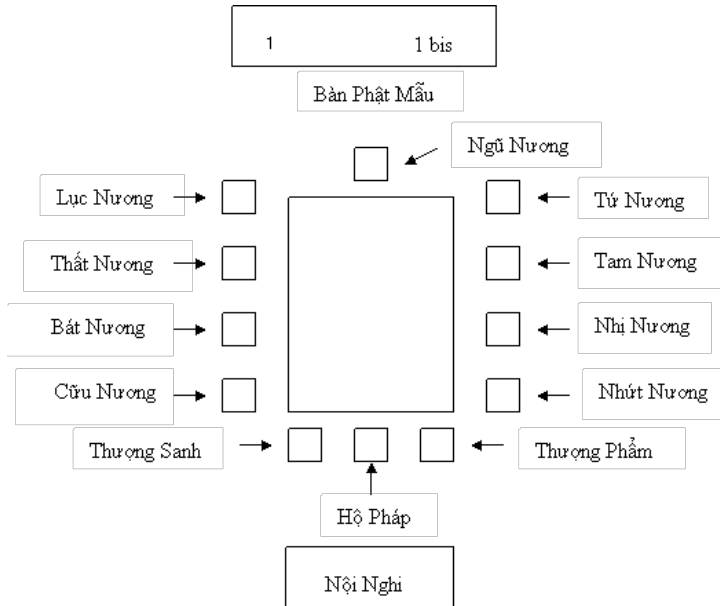 1 1 bis
Bàn Phật Mẫu
Ngũ Nương
Lục Nương Tứ Nương
Thất Nương Tam Nương
Bát Nương Nhị Nương
Cữu Nương Nhứt Nương
Thượng Sanh Thượng Phẩm
Hộ Pháp
Nội Nghi